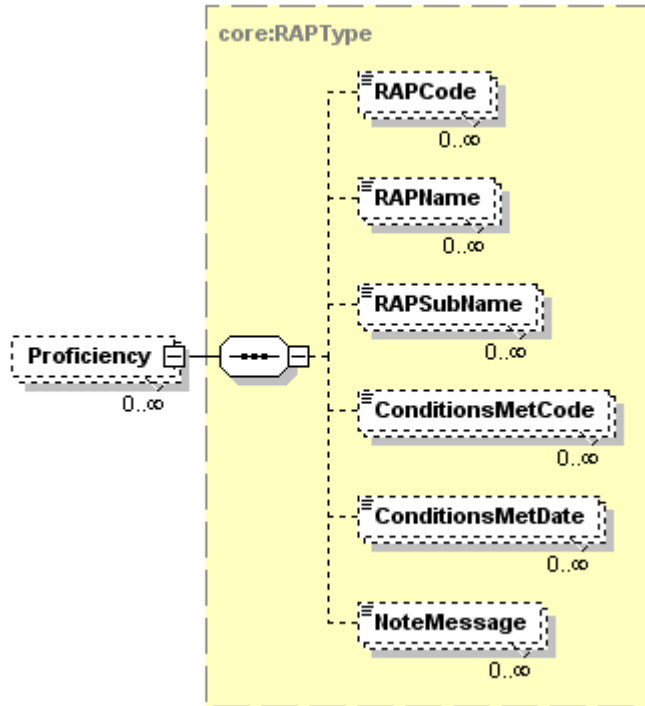 core:RAPType
RAPCode
0..∞
RAPName
0..∞
RAPSubName
0..∞
Proficiency
0..∞
ConditionsMetCode
0..∞
ConditionsMetDate
0..∞
NoteMessage
0..∞